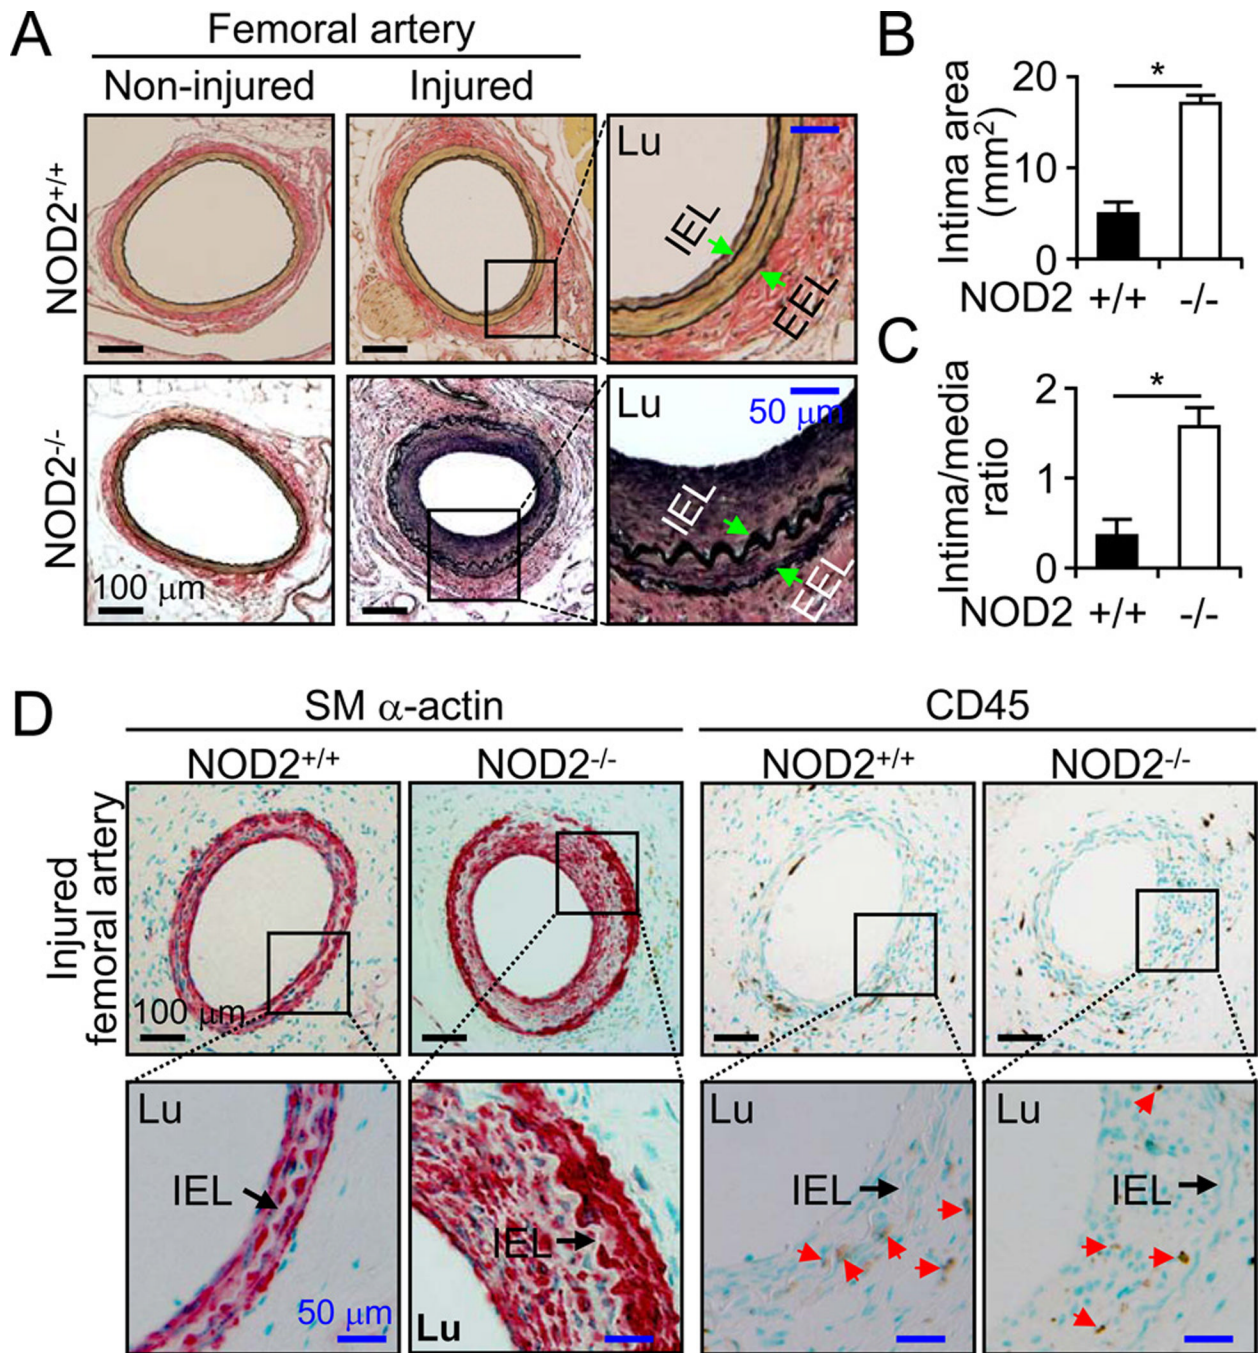 A
Femoral artery
Non-injured
Injured
NOD2+/+
Lu
IEL
EEL
NOD2-/-
100 μm
Lu
50 μm
IEL
EEL
B
Intima area
(mm²)
20
10
0
*
NOD2 +/+ -/-
C
Intima/media
ratio
2
1
0
*
NOD2 +/+ -/-
D
SM α-actin
CD45
NOD2+/+
NOD2-/-
NOD2+/+
NOD2-/-
Injured
femoral artery
100 μm
Lu
IEL
50 μm
IEL
Lu
Lu
IEL
Lu
IEL